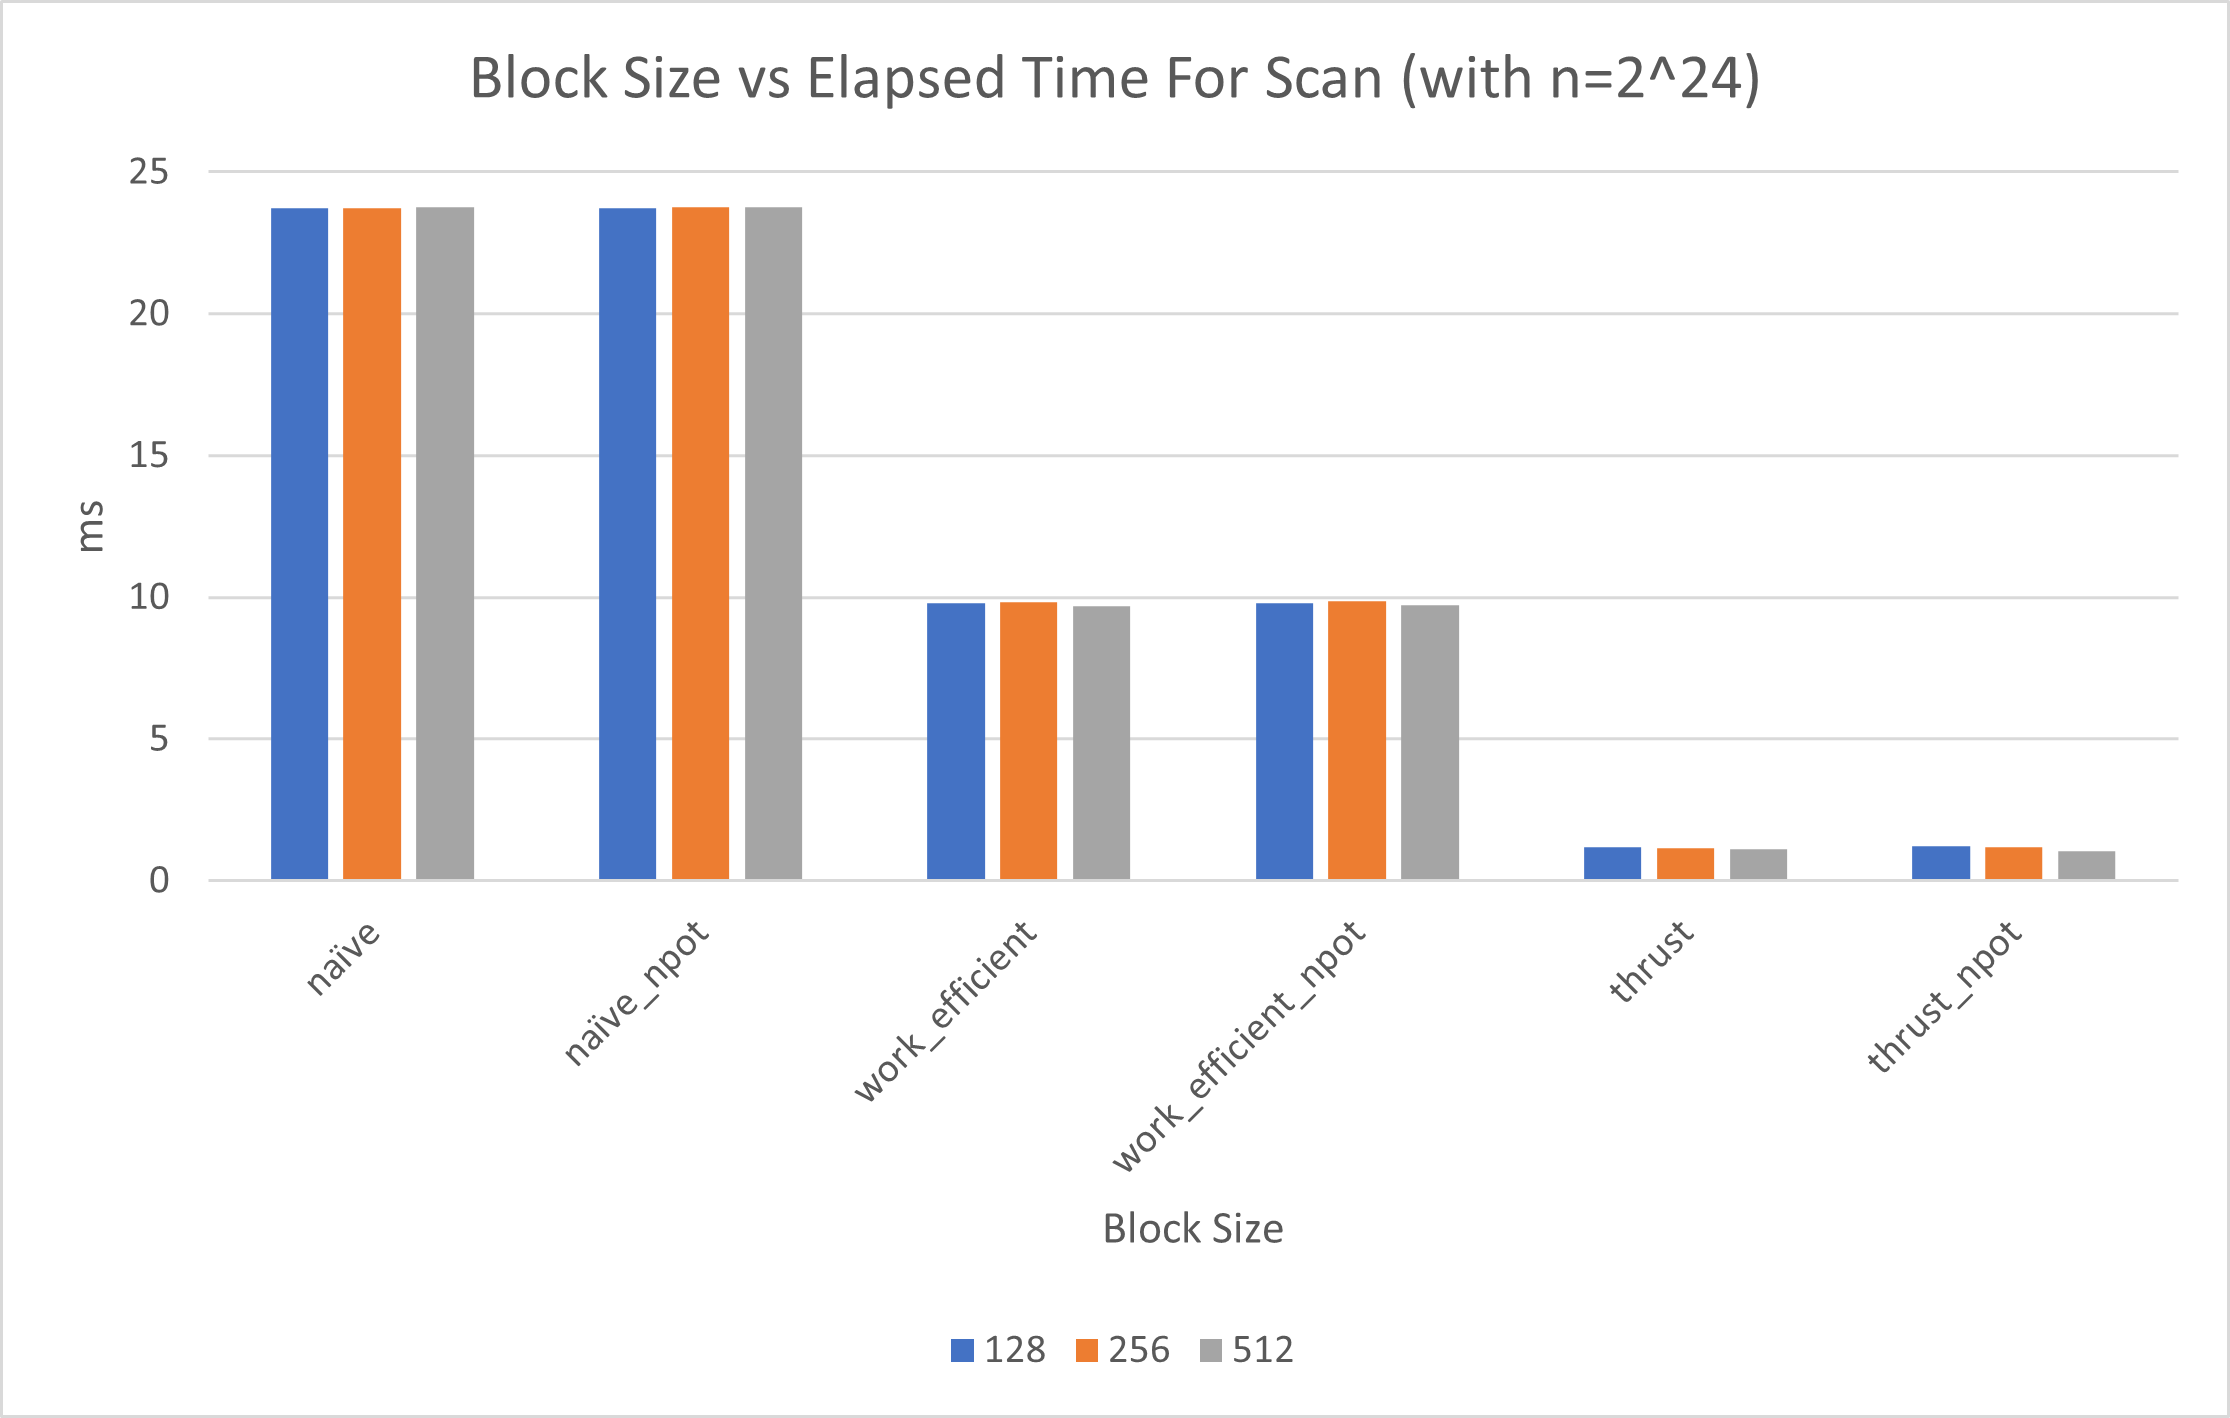 Block Size vs Elapsed Time For Scan (with n=2^24)
25
20
15
10
5
0
ms
naïve
naïve_npot
work_efficient
work_efficient_npot
thrust
thrust_npot
Block Size
128 256 512